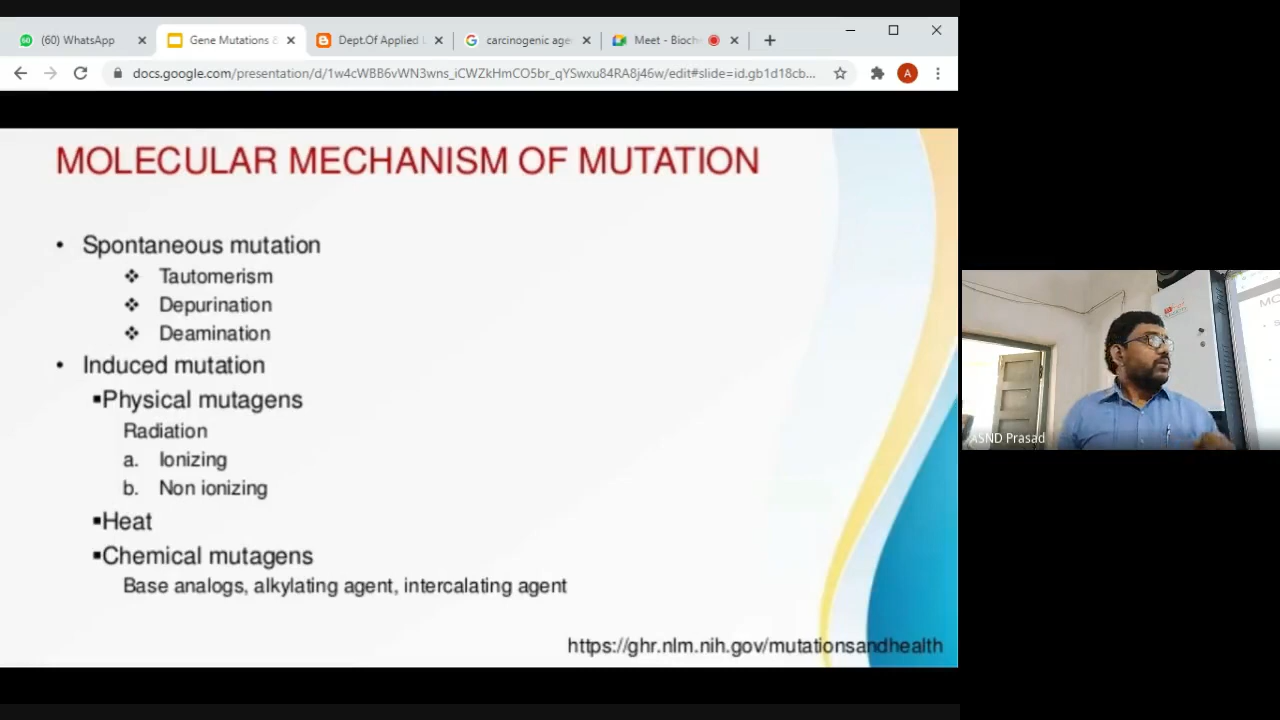 (60) WhatsApp
Gene Mutations &
Dept.Of Applied L
carcinogenic age
Meet - Bioche
docs.google.com/presentation/d/1w4cWBB6vWN3wns_iCWZkHmCO5br_qYSwxu84RA8j46w/edit#slide=id.gb1d18cb...
A
MOLECULAR MECHANISM OF MUTATION
• Spontaneous mutation
❖ Tautomerism
❖ Depurination
❖ Deamination
• Induced mutation
▪Physical mutagens
Radiation
a. Ionizing
b. Non ionizing
▪Heat
▪Chemical mutagens
Base analogs, alkylating agent, intercalating agent
https://ghr.nlm.nih.gov/mutationsandhealth
ASND Prasad